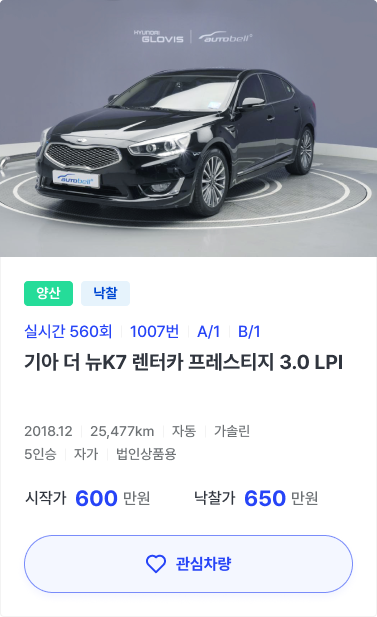 HYUNDAI
GLOVIS autobell
autobell
양산 낙찰
실시간 560회 1007번 A/1 B/1
기아 더 뉴K7 렌터카 프레스티지 3.0 LPI
2018.12 25,477km 자동 가솔린
5인승 자가 법인상품용
시작가 600 만원 낙찰가 650 만원
관심차량